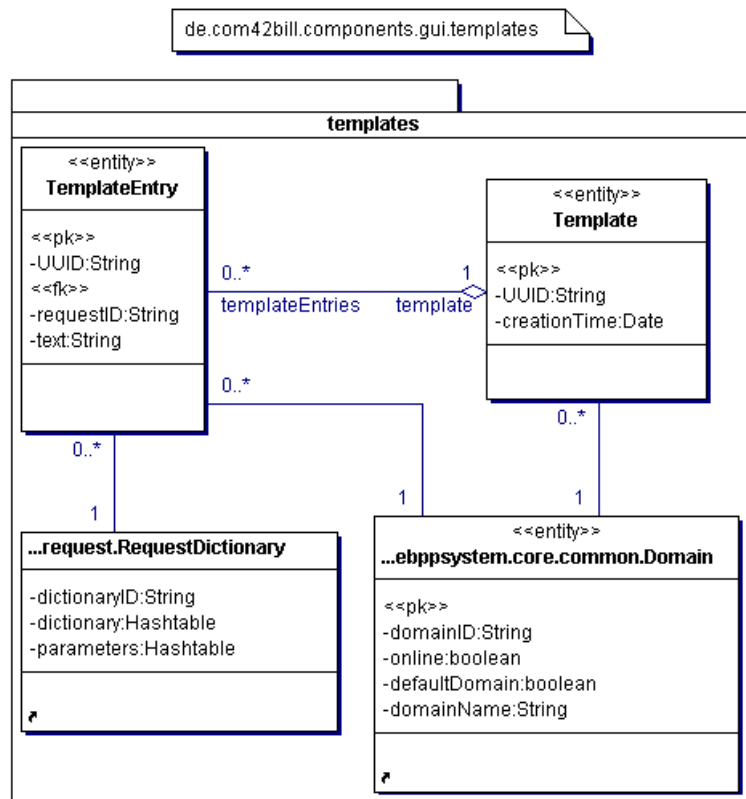 de.com42bill.components.gui.templates
templates
<<entity>>
TemplateEntry
<<pk>>
-UUID:String
<<fk>>
-requestID:String
-text:String
<<entity>>
Template
<<pk>>
-UUID:String
-creationTime:Date
0..* 1
templateEntries template
0..*
0..*
0..*
1
1
1
...request.RequestDictionary
-dictionaryID:String
-dictionary:Hashtable
-parameters:Hashtable
<<entity>>
...ebppsystem.core.common.Domain
<<pk>>
-domainID:String
-online:boolean
-defaultDomain:boolean
-domainName:String